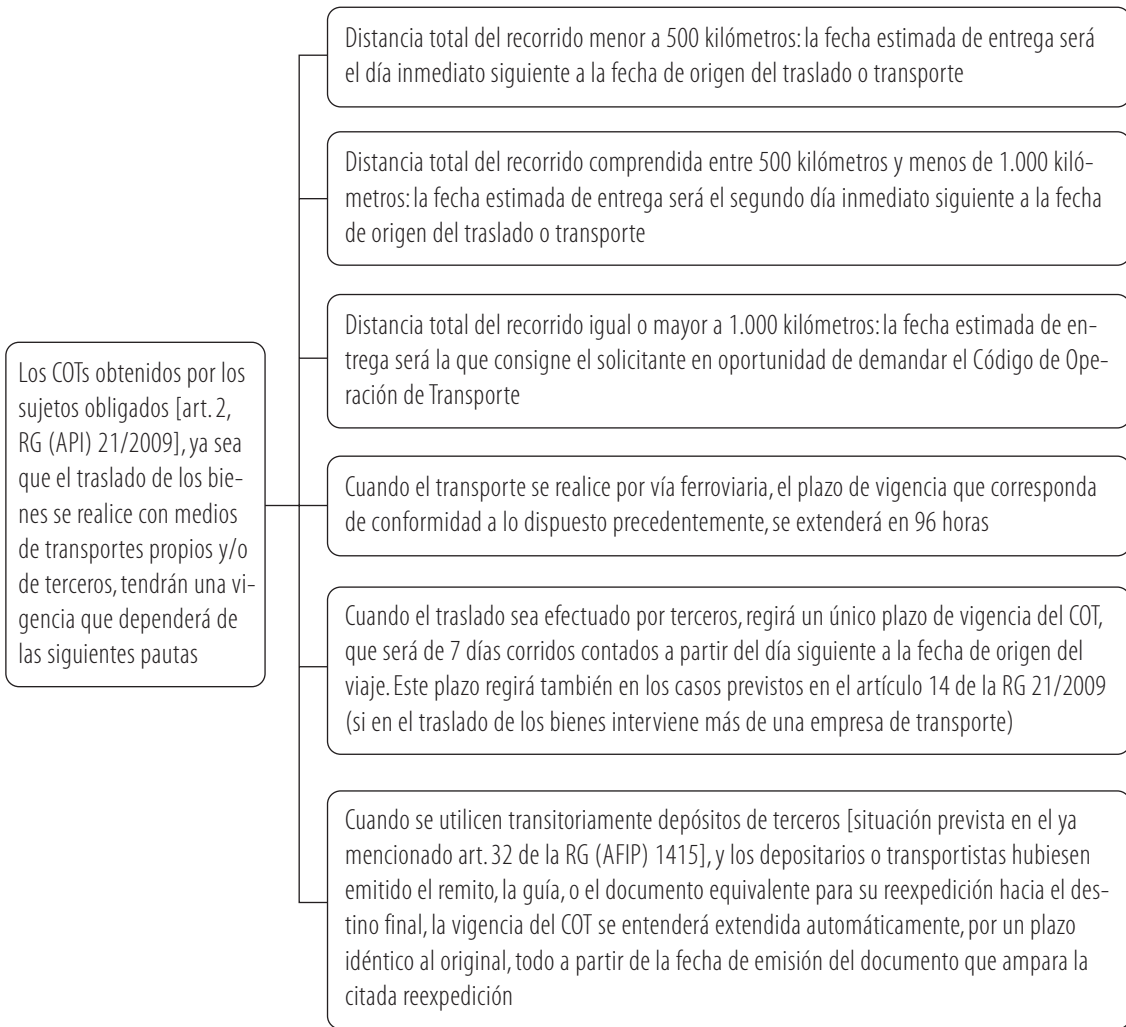 Los COTs obtenidos por los
sujetos obligados [art. 2,
RG (API) 21/2009], ya sea
que el traslado de los bie-
nes se realice con medios
de transportes propios y/o
de terceros, tendrán una vi-
gencia que dependerá de
las siguientes pautas
Distancia total del recorrido menor a 500 kilómetros: la fecha estimada de entrega será
el día inmediato siguiente a la fecha de origen del traslado o transporte
Distancia total del recorrido comprendida entre 500 kilómetros y menos de 1.000 kiló-
metros: la fecha estimada de entrega será el segundo día inmediato siguiente a la fecha
de origen del traslado o transporte
Distancia total del recorrido igual o mayor a 1.000 kilómetros: la fecha estimada de en-
trega será la que consigne el solicitante en oportunidad de demandar el Código de Ope-
ración de Transporte
Cuando el transporte se realice por vía ferroviaria, el plazo de vigencia que corresponda
de conformidad a lo dispuesto precedentemente, se extenderá en 96 horas
Cuando el traslado sea efectuado por terceros, regirá un único plazo de vigencia del COT,
que será de 7 días corridos contados a partir del día siguiente a la fecha de origen del
viaje. Este plazo regirá también en los casos previstos en el artículo 14 de la RG 21/2009
(si en el traslado de los bienes interviene más de una empresa de transporte)
Cuando se utilicen transitoriamente depósitos de terceros [situación prevista en el ya
mencionado art. 32 de la RG (AFIP) 1415], y los depositarios o transportistas hubiesen
emitido el remito, la guía, o el documento equivalente para su reexpedición hacia el des-
tino final, la vigencia del COT se entenderá extendida automáticamente, por un plazo
idéntico al original, todo a partir de la fecha de emisión del documento que ampara la
citada reexpedición